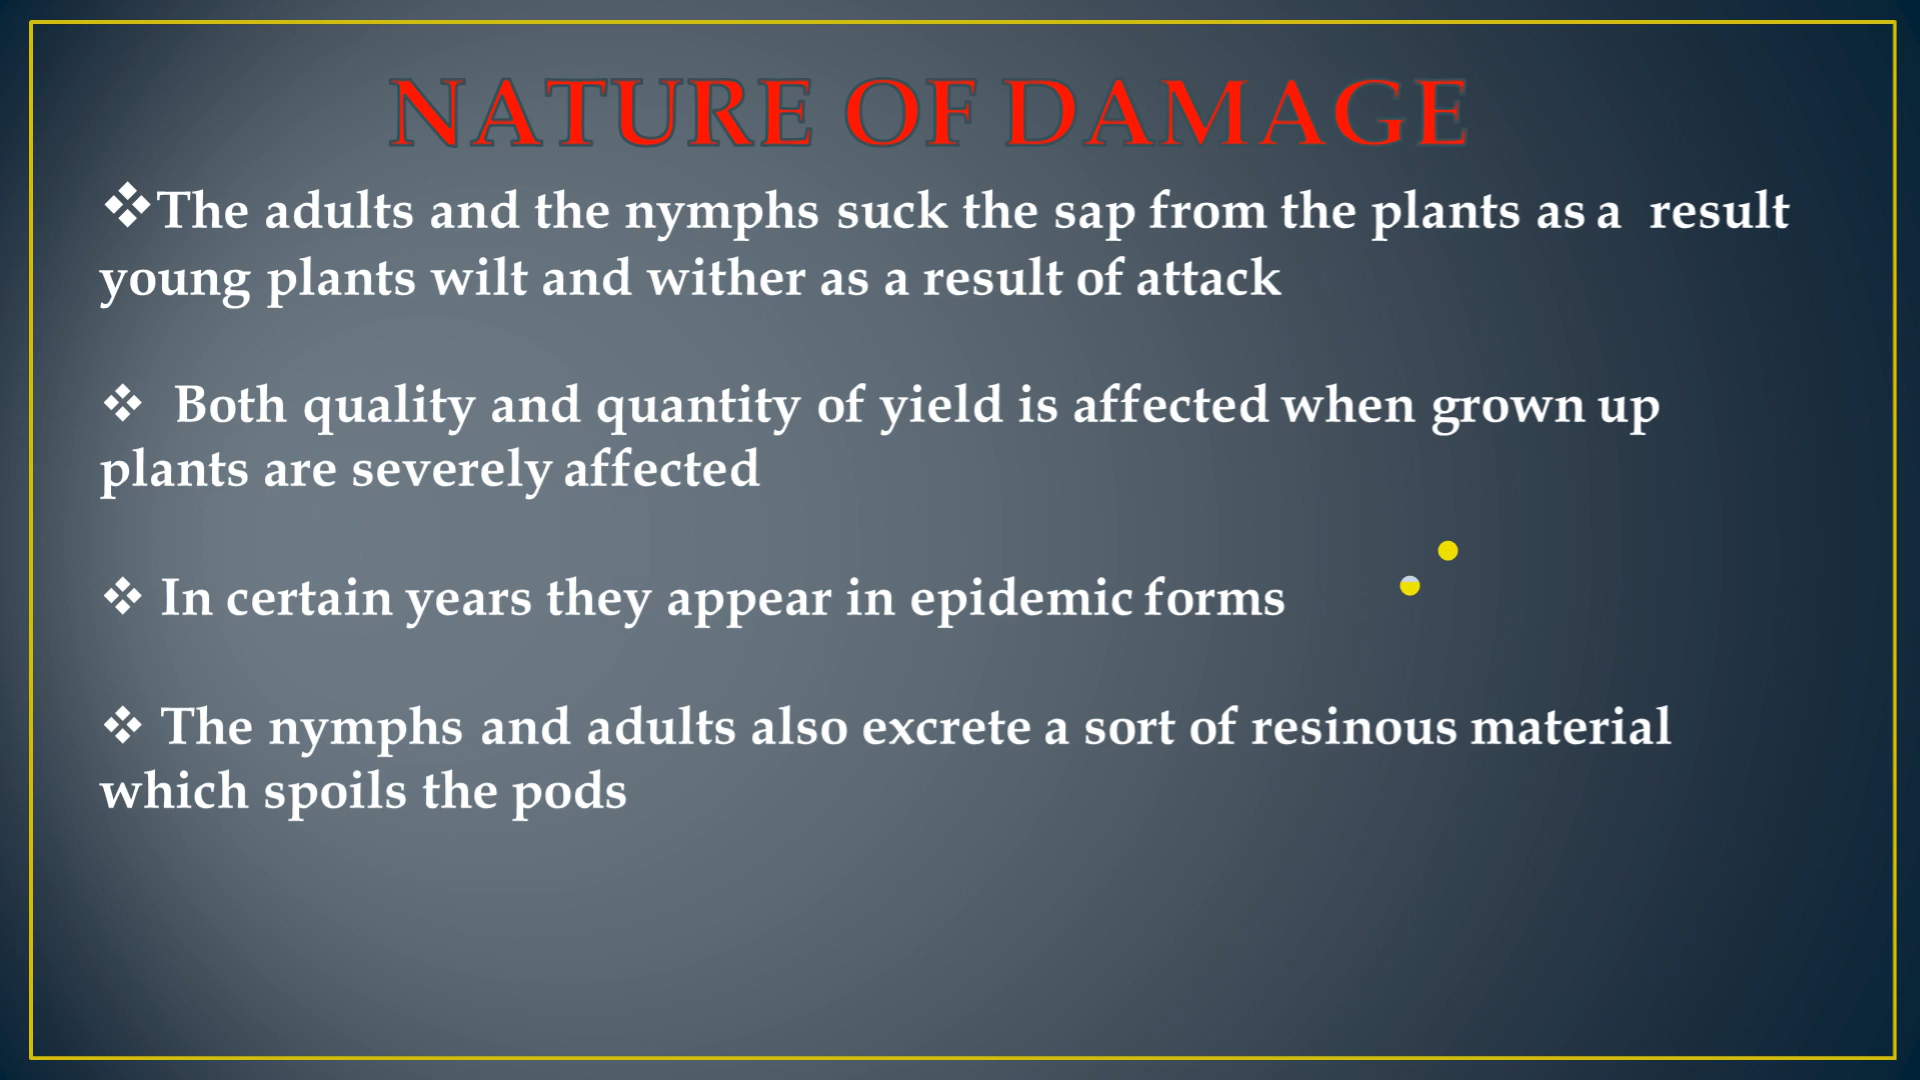 NATURE OF DAMAGE
❖The adults and the nymphs suck the sap from the plants as a result
young plants wilt and wither as a result of attack
❖ Both quality and quantity of yield is affected when grown up
plants are severely affected
❖ In certain years they appear in epidemic forms
❖ The nymphs and adults also excrete a sort of resinous material
which spoils the pods